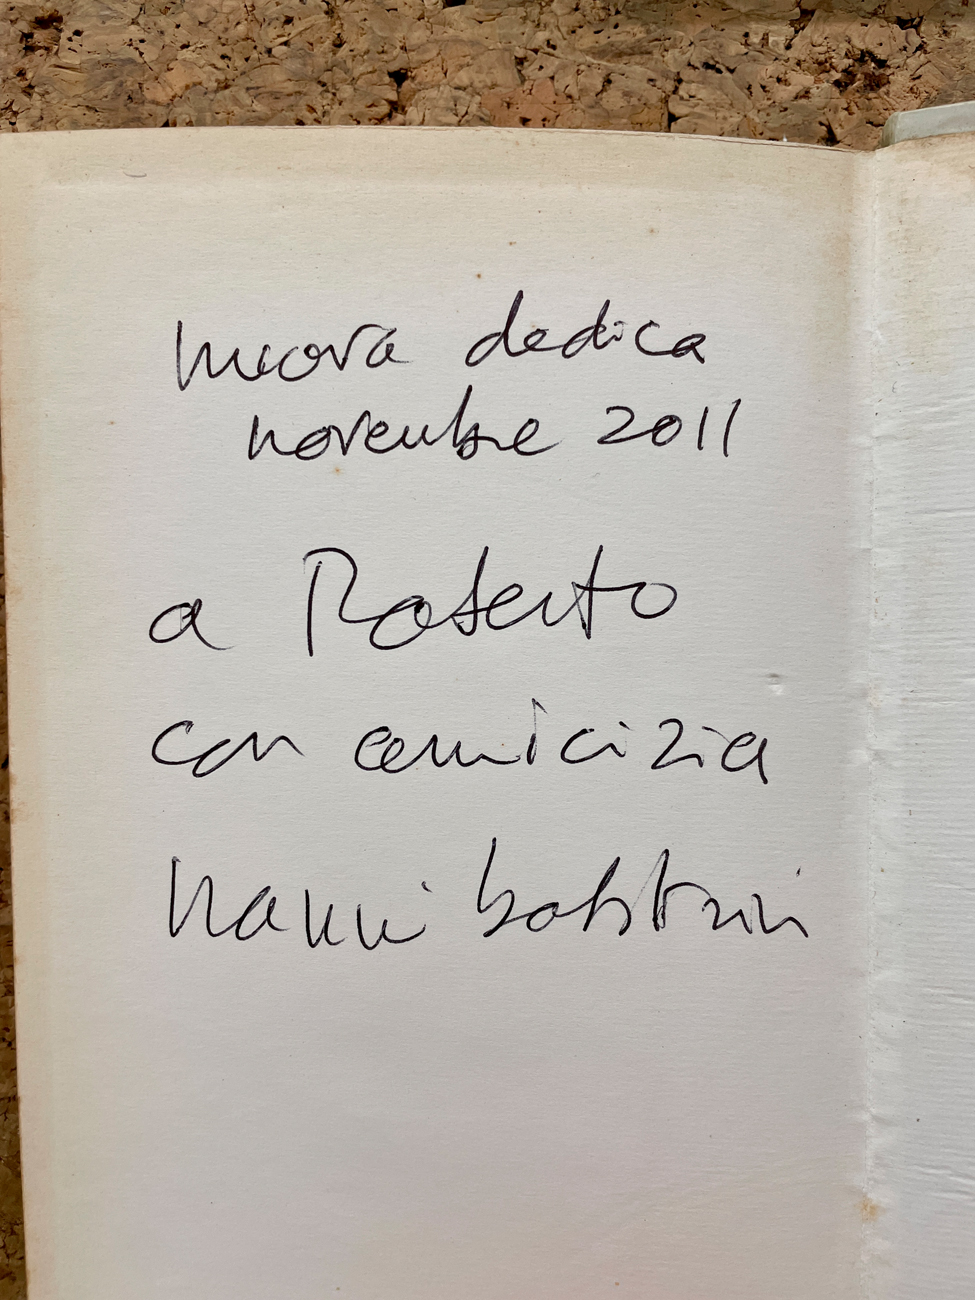 nuova dedica
novembre 2011
a Roberto
con amicizia
nanni balestrini